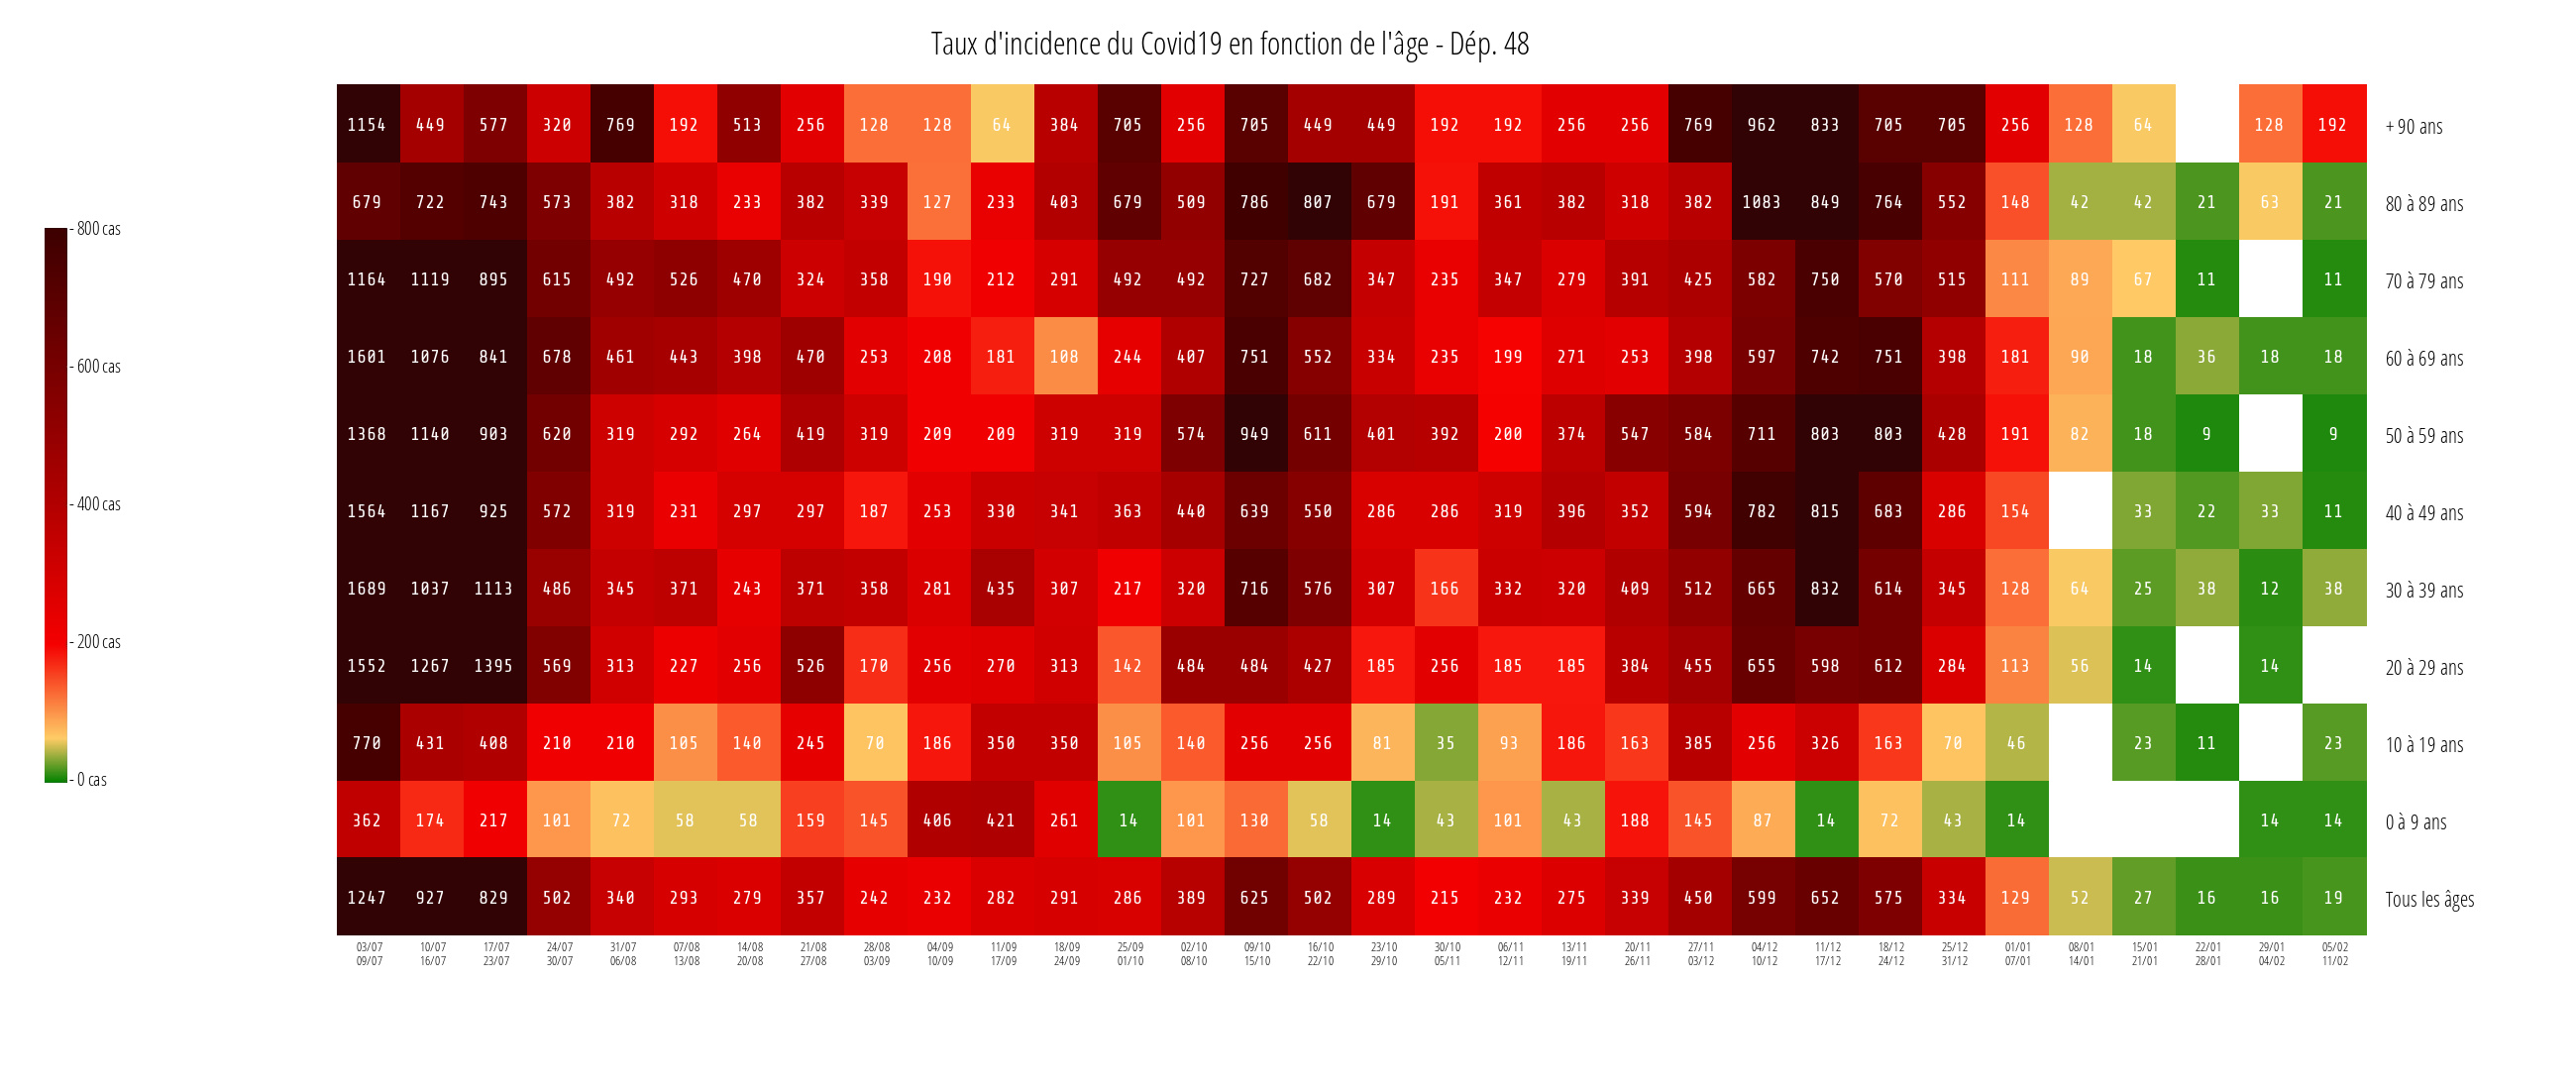 Taux d'incidence du Covid19 en fonction de l'âge - Dép. 48
- 800 cas
- 600 cas
- 400 cas
- 200 cas
- 0 cas
1154 449 577 320 769 192 513 256 128 128 64 384 705 256 705 449 449 192 192 256 256 769 962 833 705 705 256 128 64 128 192 + 90 ans
679 722 743 573 382 318 233 382 339 127 233 403 679 509 786 807 679 191 361 382 318 382 1083 849 764 552 148 42 42 21 63 21 80 à 89 ans
1164 1119 895 615 492 526 470 324 358 190 212 291 492 492 727 682 347 235 347 279 391 425 582 750 570 515 111 89 67 11 11 70 à 79 ans
1601 1076 841 678 461 443 398 470 253 208 181 108 244 407 751 552 334 235 199 271 253 398 597 742 751 398 181 90 18 36 18 18 60 à 69 ans
1368 1140 903 620 319 292 264 419 319 209 209 319 319 574 949 611 401 392 200 374 547 584 711 803 803 428 191 82 18 9 9 50 à 59 ans
1564 1167 925 572 319 231 297 297 187 253 330 341 363 440 639 550 286 286 319 396 352 594 782 815 683 286 154 33 22 33 11 40 à 49 ans
1689 1037 1113 486 345 371 243 371 358 281 435 307 217 320 716 576 307 166 332 320 409 512 665 832 614 345 128 64 25 38 12 38 30 à 39 ans
1552 1267 1395 569 313 227 256 526 170 256 270 313 142 484 484 427 185 256 185 185 384 455 655 598 612 284 113 56 14 14 20 à 29 ans
770 431 408 210 210 105 140 245 70 186 350 350 105 140 256 256 81 35 93 186 163 385 256 326 163 70 46 23 11 23 10 à 19 ans
362 174 217 101 72 58 58 159 145 406 421 261 14 101 130 58 14 43 101 43 188 145 87 14 72 43 14 14 14 0 à 9 ans
1247 927 829 502 340 293 279 357 242 232 282 291 286 389 625 502 289 215 232 275 339 450 599 652 575 334 129 52 27 16 16 19 Tous les âges
03/07 10/07 17/07 24/07 31/07 07/08 14/08 21/08 28/08 04/09 11/09 18/09 25/09 02/10 09/10 16/10 23/10 30/10 06/11 13/11 20/11 27/11 04/12 11/12 18/12 25/12 01/01 08/01 15/01 22/01 29/01 05/02
09/07 16/07 23/07 30/07 06/08 13/08 20/08 27/08 03/09 10/09 17/09 24/09 01/10 08/10 15/10 22/10 29/10 05/11 12/11 19/11 26/11 03/12 10/12 17/12 24/12 31/12 07/01 14/01 21/01 28/01 04/02 11/02